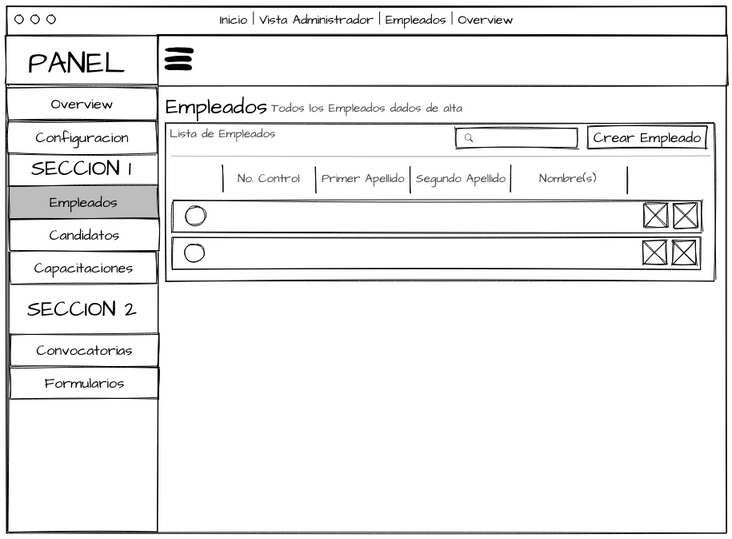 Inicio | Vista Administrador | Empleados | Overview
PANEL
Overview
Configuracion
SECCION 1
Empleados
Candidatos
Capacitaciones
SECCION 2
Convocatorias
Formularios
Empleados Todos los Empleados dados de alta
Lista de Empleados
Crear Empleado
No. Control | Primer Apellido | Segundo Apellido | Nombre(s)